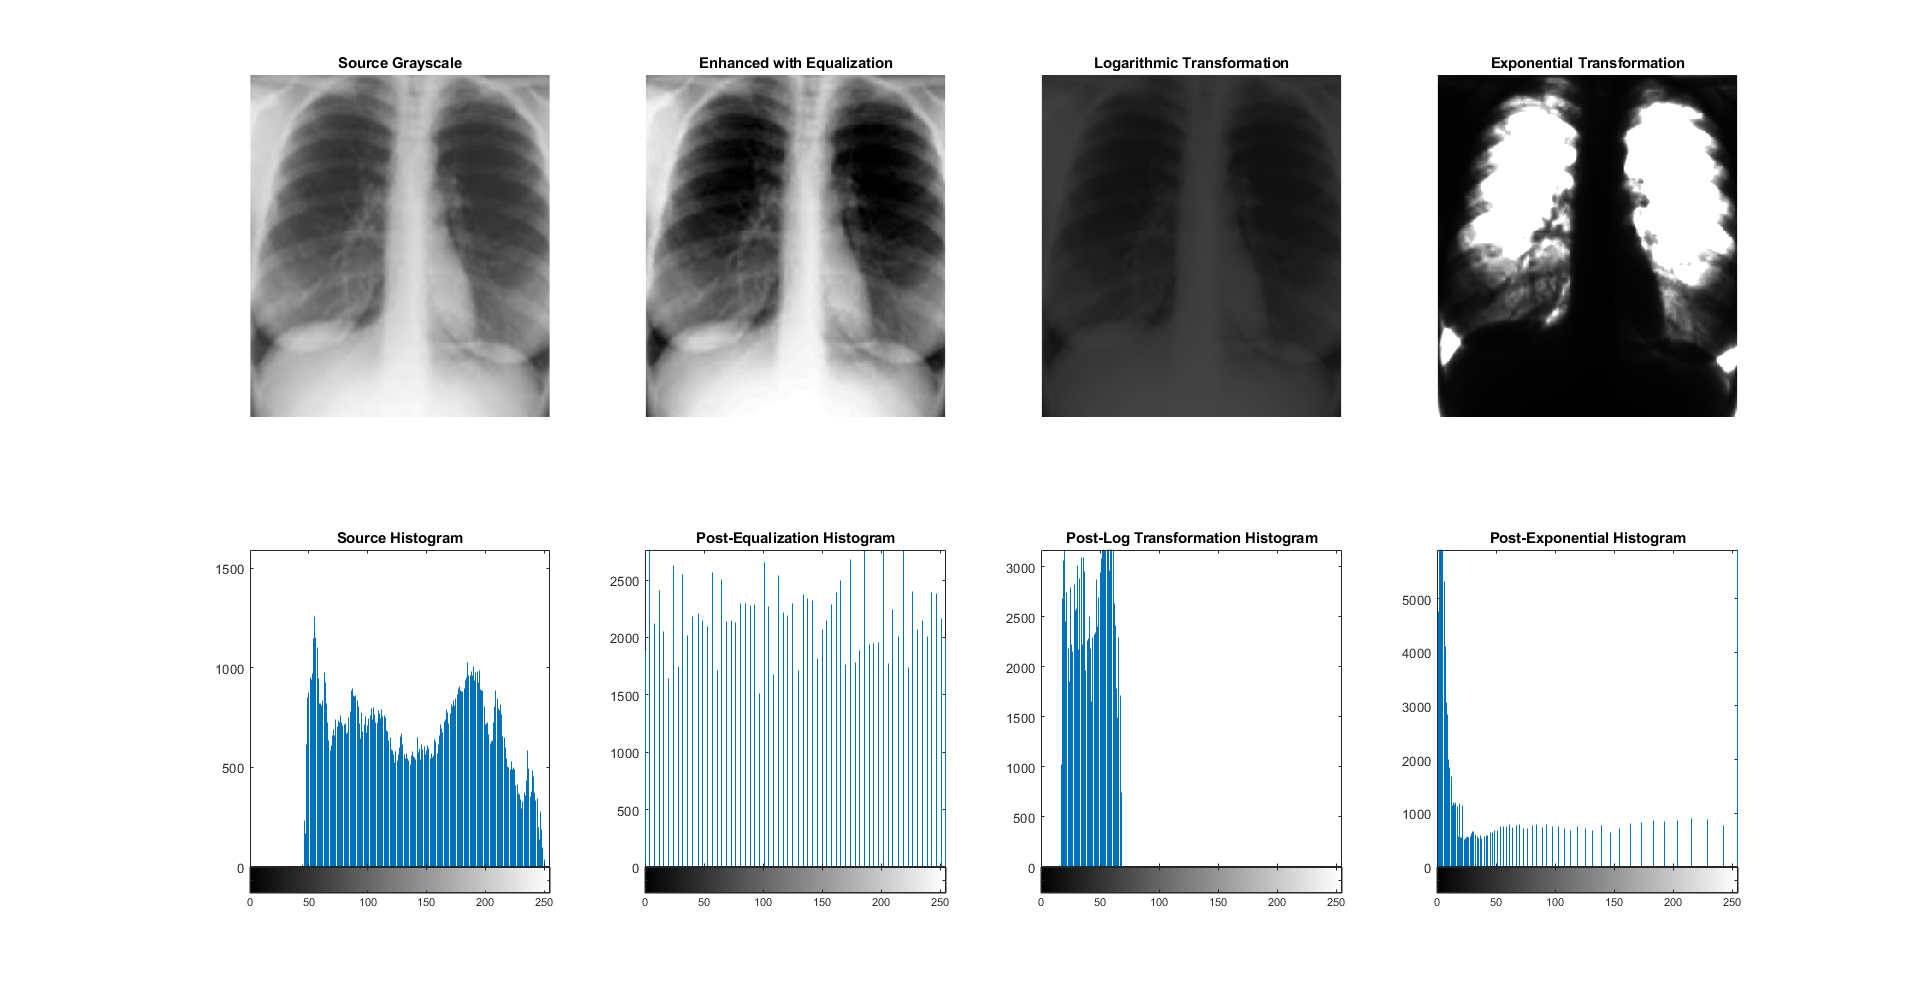 Source Grayscale
Enhanced with Equalization
Logarithmic Transformation
Exponential Transformation
Source Histogram
1500
1000
500
0
0 50 100 150 200 250
Post-Equalization Histogram
2500
2000
1500
1000
500
0
0 50 100 150 200 250
Post-Log Transformation Histogram
3000
2500
2000
1500
1000
500
0
0 50 100 150 200 250
Post-Exponential Histogram
5000
4000
3000
2000
1000
0
0 50 100 150 200 250